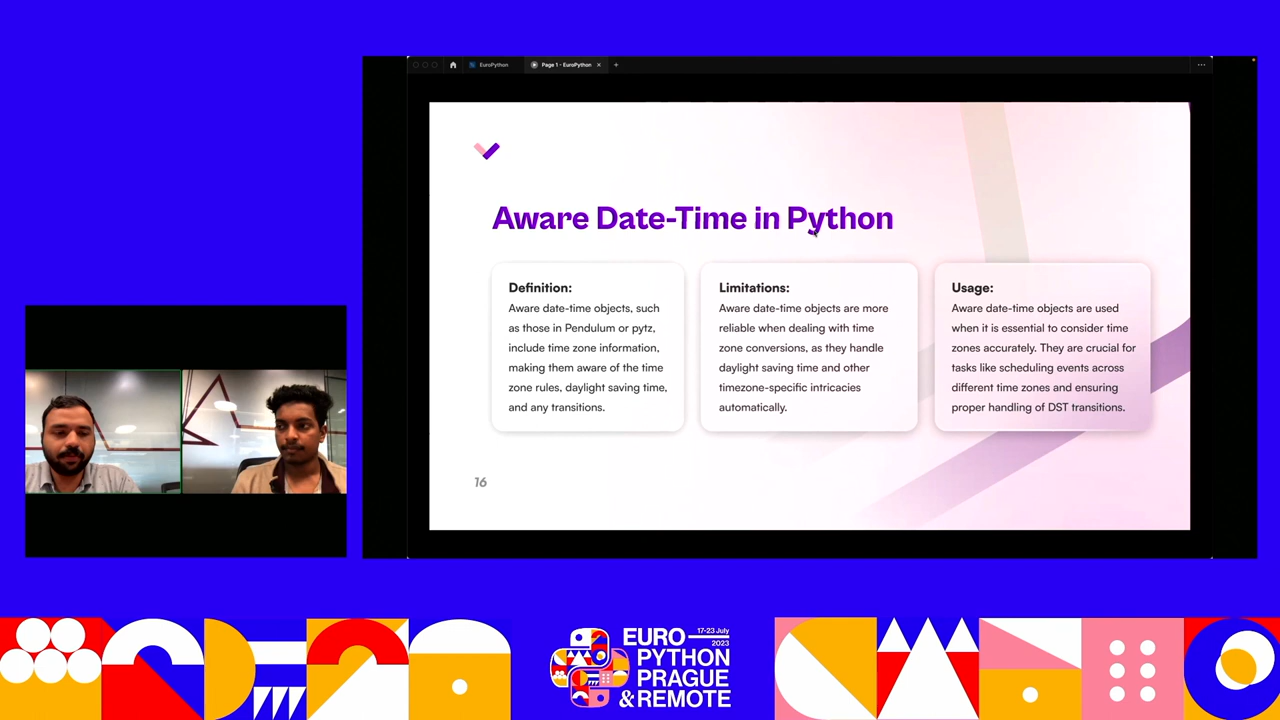 EuroPython
Page 1 - EuroPython
Aware Date-Time in Python
Definition:
Aware date-time objects, such
as those in Pendulum or pytz,
include time zone information,
making them aware of the time
zone rules, daylight saving time,
and any transitions.
Limitations:
Aware date-time objects are more
reliable when dealing with time
zone conversions, as they handle
daylight saving time and other
timezone-specific intricacies
automatically.
Usage:
Aware date-time objects are used
when it is essential to consider time
zones accurately. They are crucial for
tasks like scheduling events across
different time zones and ensuring
proper handling of DST transitions.
16
EURO
17-23 July
2023
PYTHON
PRAGUE
& REMOTE